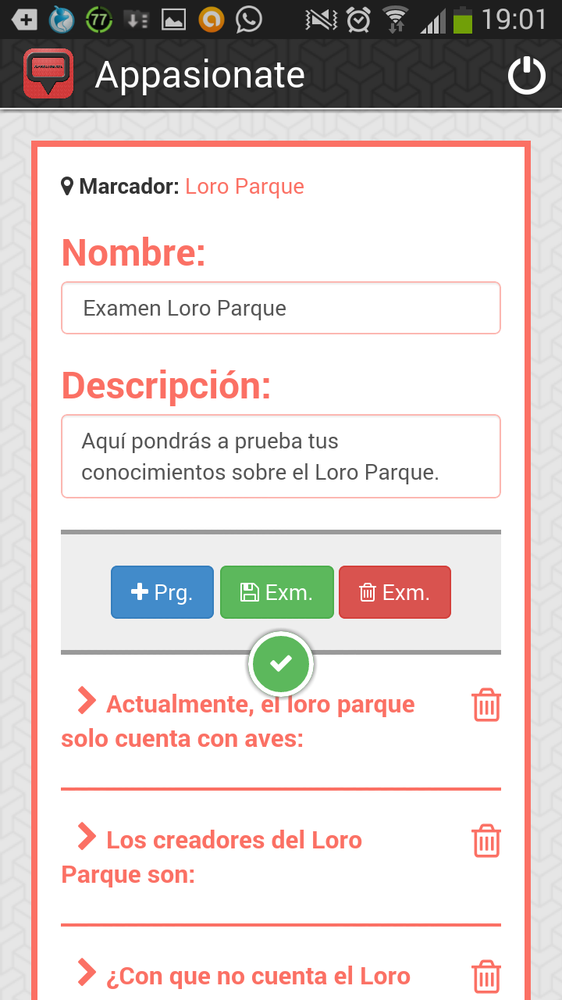 77
19:01
Appasionate
Marcador: Loro Parque
Nombre:
Examen Loro Parque
Descripción:
Aquí pondrás a prueba tus
conocimientos sobre el Loro Parque.
Prg.
Exm.
Exm.
Actualmente, el loro parque
solo cuenta con aves:
Los creadores del Loro
Parque son:
¿Con que no cuenta el Loro